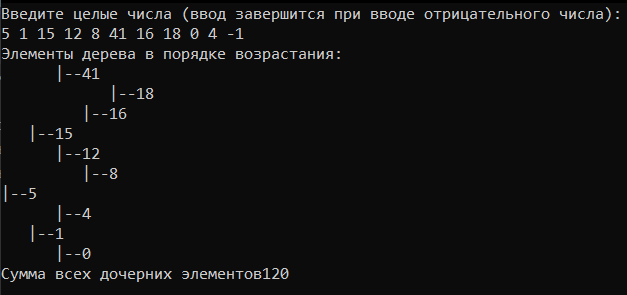 Введите целые числа (ввод завершится при вводе отрицательного числа):
5 1 15 12 8 41 16 18 0 4 -1
Элементы дерева в порядке возрастания:
      |--41
            |--18
         |--16
   |--15
      |--12
         |--8
|--5
      |--4
   |--1
      |--0
Сумма всех дочерних элементов120